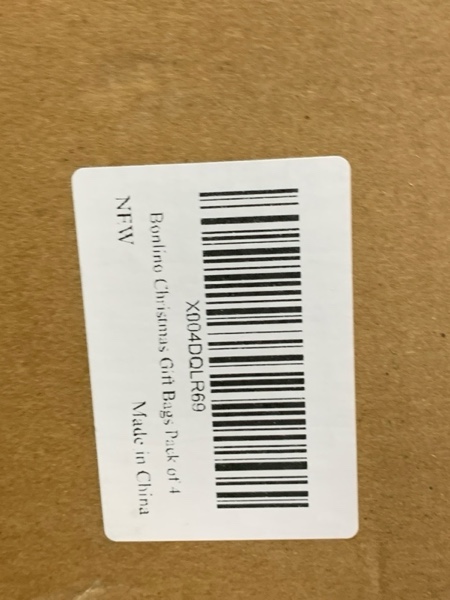 X004DQLR69
Bonlino Christmas Gift Bags Pack of 4
NEW
Made in China